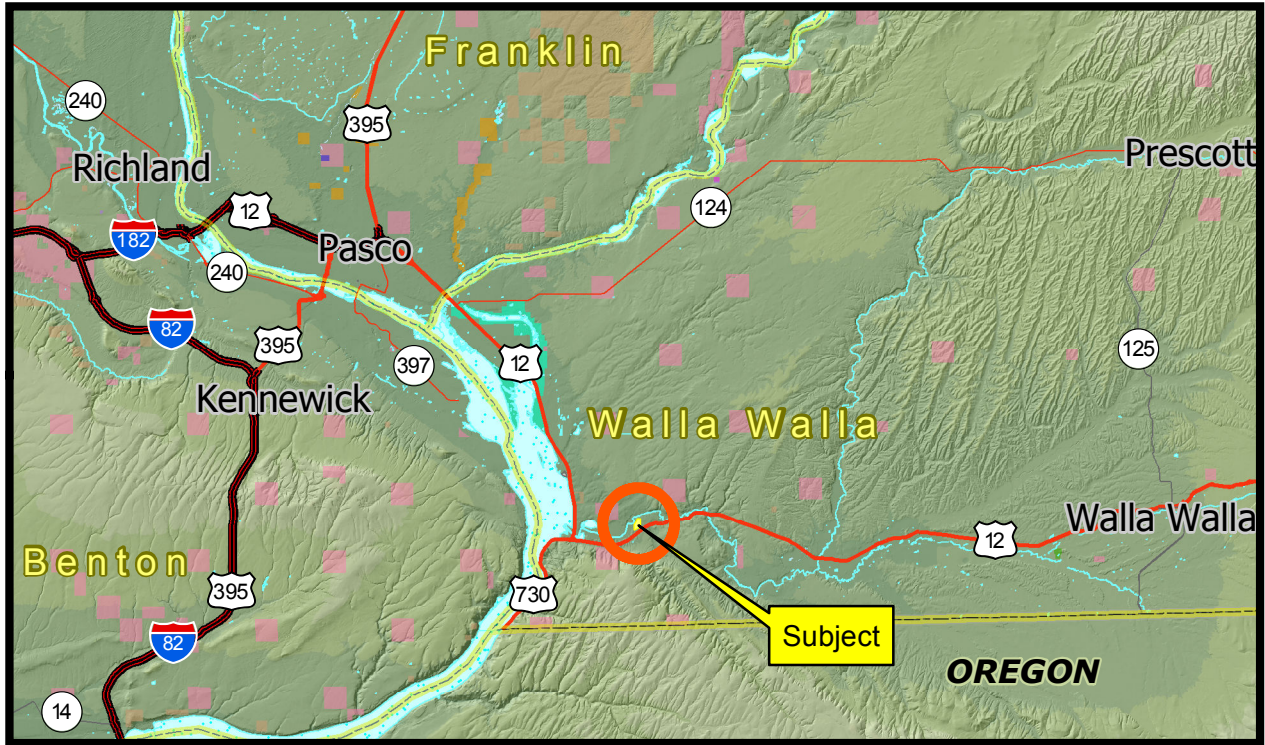 Franklin
240
395
Richland
Prescott
12
124
182
Pasco
240
82
395
12
125
397
Kennewick
Walla Walla
Walla Walla
12
Benton
395
730
Subject
82
OREGON
14